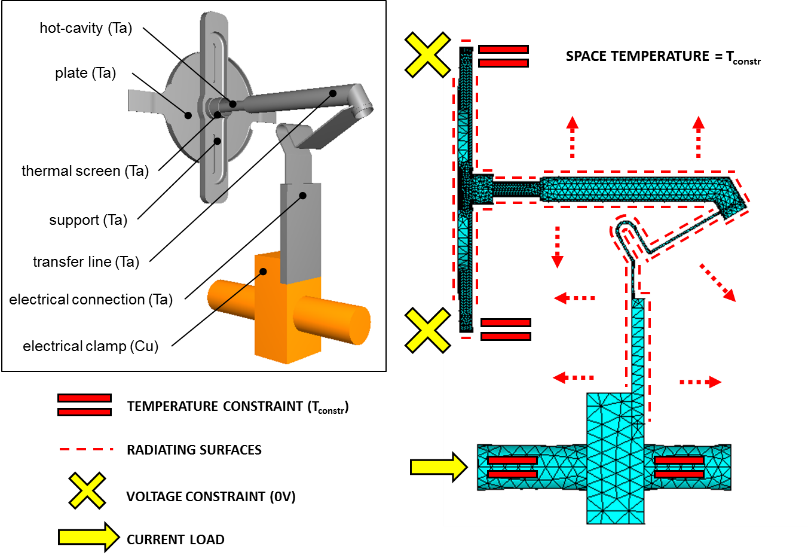 hot-cavity (Ta)
plate (Ta)
thermal screen (Ta)
support (Ta)
transfer line (Ta)
electrical connection (Ta)
electrical clamp (Cu)
SPACE TEMPERATURE = Tconstr
TEMPERATURE CONSTRAINT (Tconstr)
RADIATING SURFACES
VOLTAGE CONSTRAINT (0V)
CURRENT LOAD